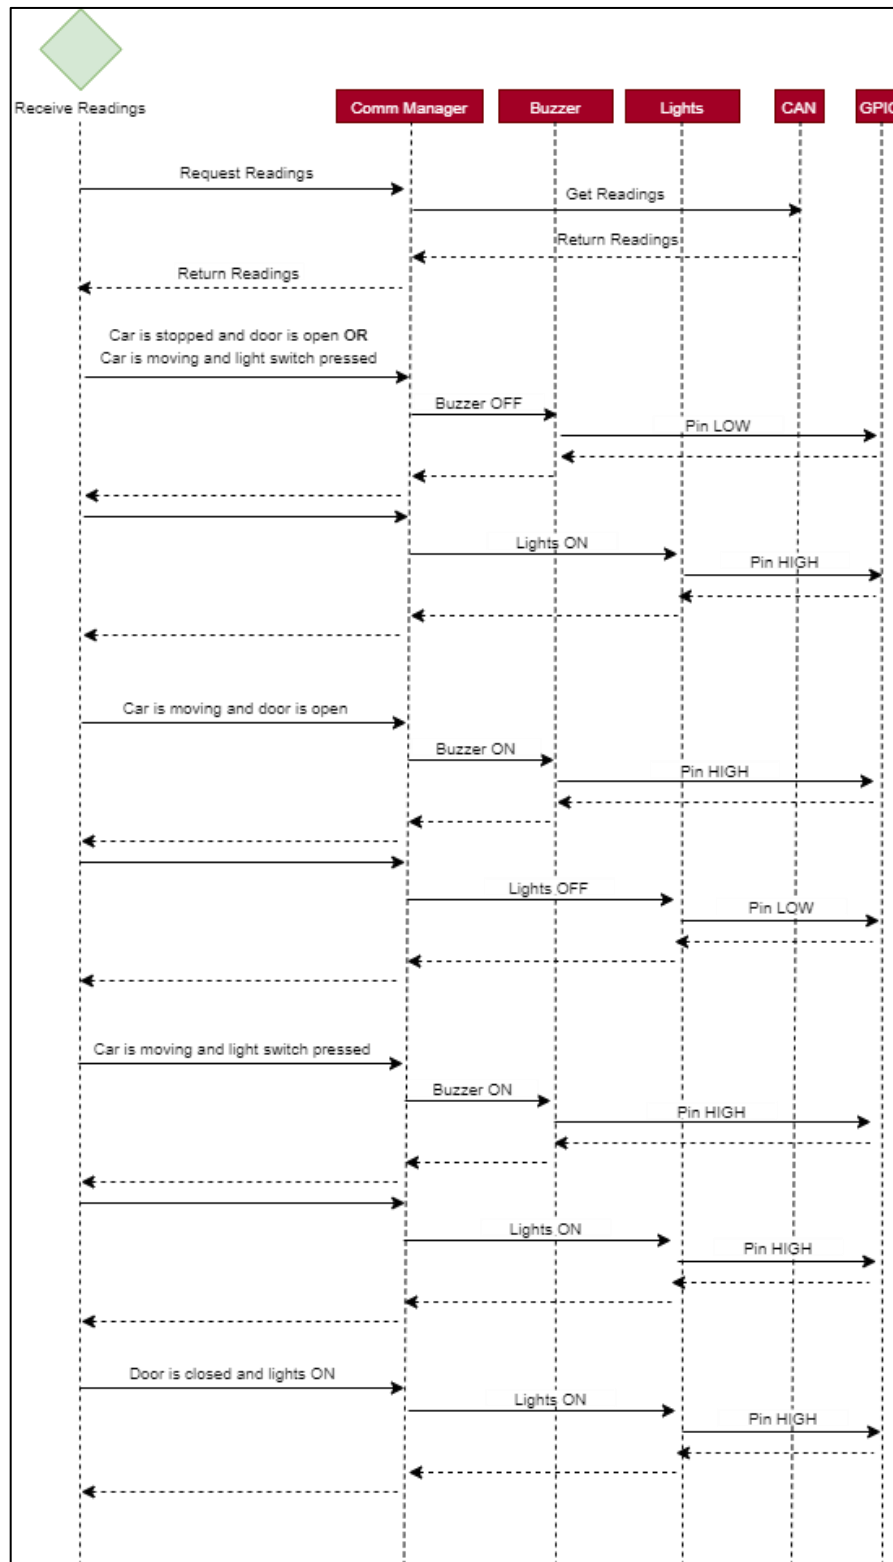 Receive Readings
Comm Manager
Buzzer
Lights
CAN
GPIO
Request Readings
Get Readings
Return Readings
Return Readings
Car is stopped and door is open OR
Car is moving and light switch pressed
Buzzer OFF
Pin LOW
Lights ON
Pin HIGH
Car is moving and door is open
Buzzer ON
Pin HIGH
Lights OFF
Pin LOW
Car is moving and light switch pressed
Buzzer ON
Pin HIGH
Lights ON
Pin HIGH
Door is closed and lights ON
Lights ON
Pin HIGH